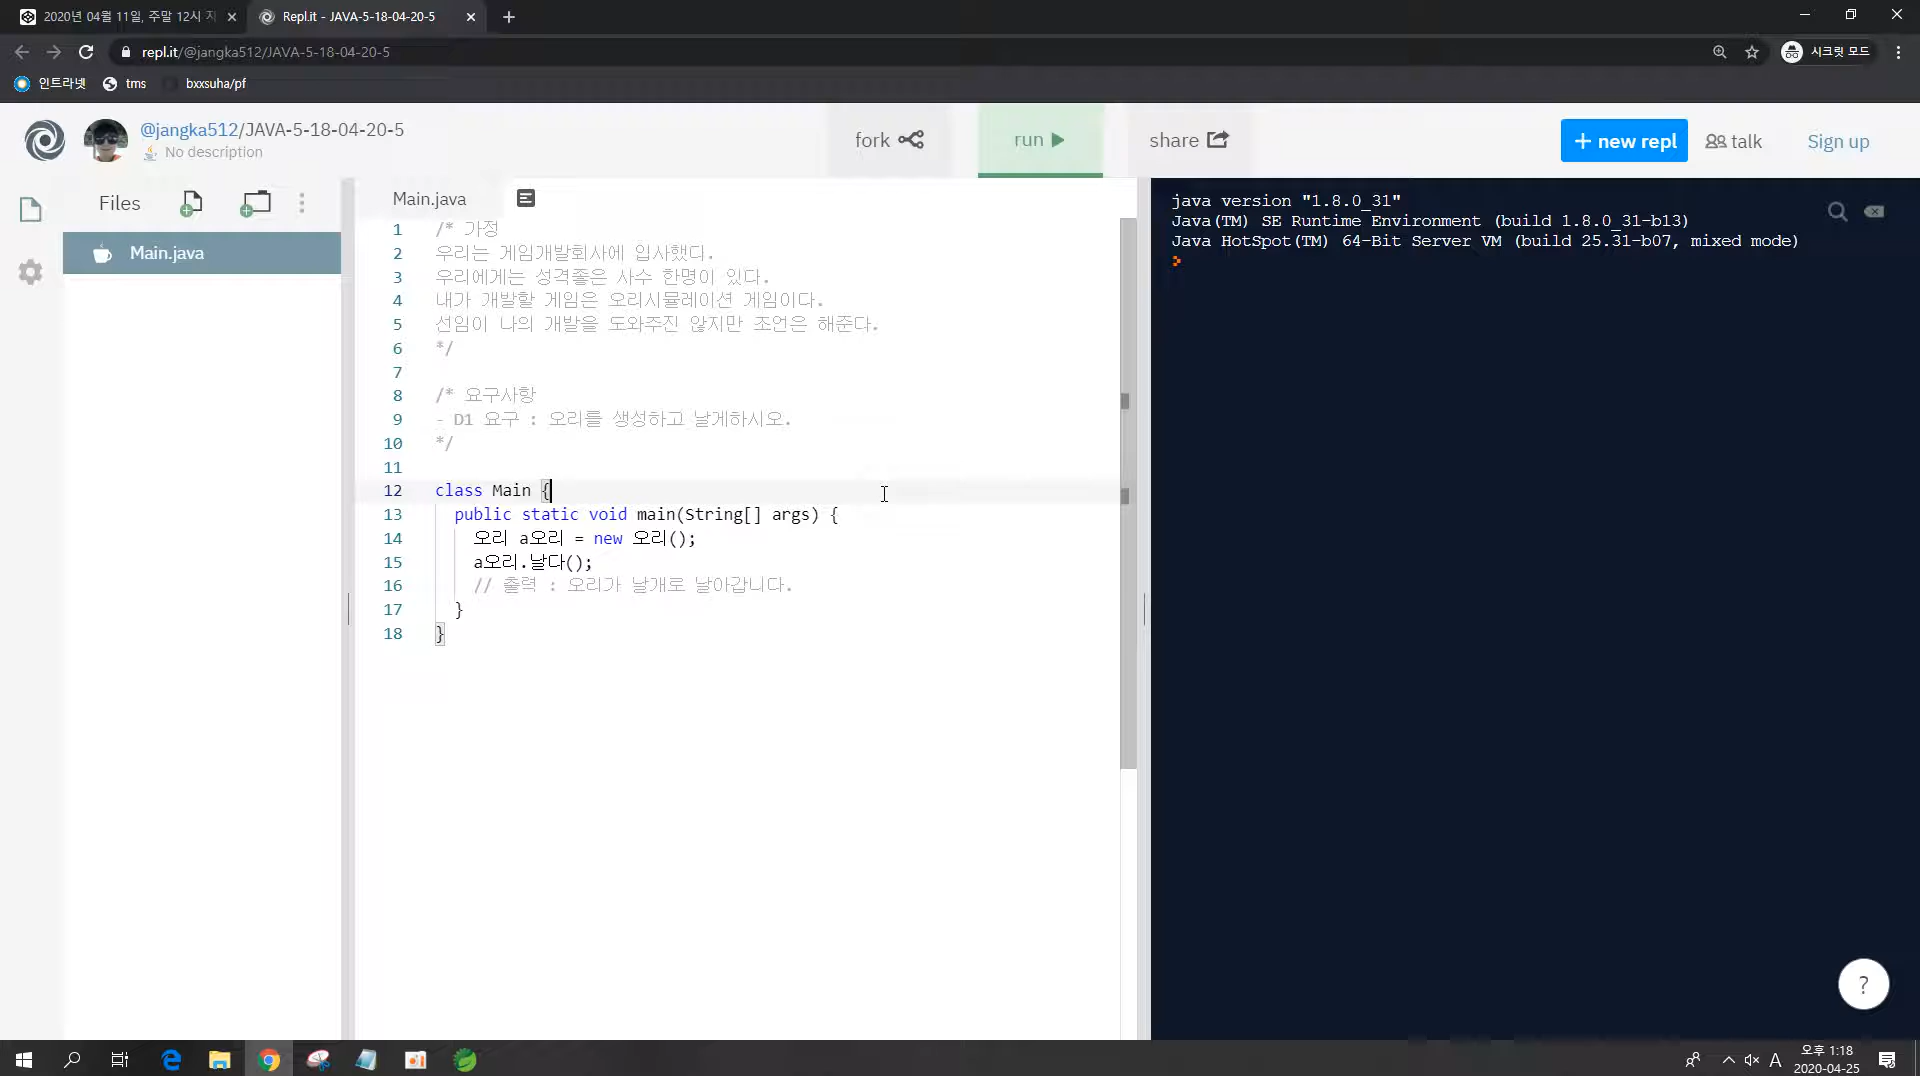 2020년 04월 11일, 주말 12시 지
Repl.it - JAVA-5-18-04-20-5
repl.it/@jangka512/JAVA-5-18-04-20-5
시크릿 모드
인트라넷
tms
bxxsuha/pf
@jangka512/JAVA-5-18-04-20-5
No description
fork
run
share
+ new repl
talk
Sign up
Files
Main.java
Main.java
1 /* 가정
2 우리는 게임개발회사에 입사했다.
3 우리에게는 성격좋은 사수 한명이 있다.
4 내가 개발할 게임은 오리시뮬레이션 게임이다.
5 선임이 나의 개발을 도와주진 않지만 조언은 해준다.
6 */
7
8 /* 요구사항
9 - D1 요구 : 오리를 생성하고 날게하시오.
10 */
11
12 class Main {
13 public static void main(String[] args) {
14 오리 a오리 = new 오리();
15 a오리.날다();
16 // 출력 : 오리가 날개로 날아갑니다.
17 }
18 }
java version "1.8.0_31"
Java(TM) SE Runtime Environment (build 1.8.0_31-b13)
Java HotSpot(TM) 64-Bit Server VM (build 25.31-b07, mixed mode)
>
?
A
오후 1:18
2020-04-25